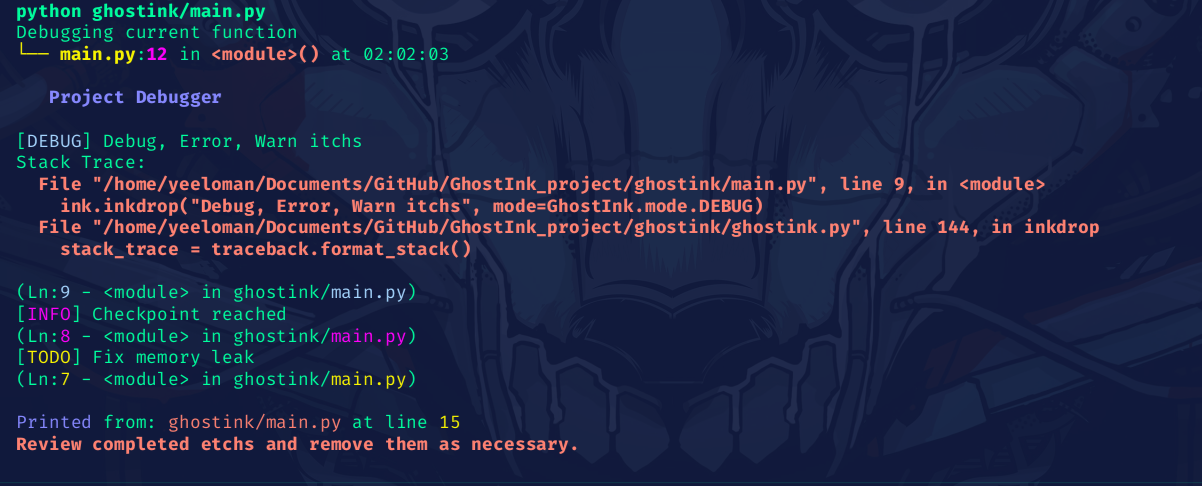 python ghostink/main.py
Debugging current function
└── main.py:12 in <module>() at 02:02:03
Project Debugger
[DEBUG] Debug, Error, Warn itchs
Stack Trace:
File "/home/yeeloman/Documents/GitHub/GhostInk_project/ghostink/main.py", line 9, in <module>
ink.inkdrop("Debug, Error, Warn itchs", mode=GhostInk.mode.DEBUG)
File "/home/yeeloman/Documents/GitHub/GhostInk_project/ghostink/ghostink.py", line 144, in inkdrop
stack_trace = traceback.format_stack()
(Ln:9 - <module> in ghostink/main.py)
[INFO] Checkpoint reached
(Ln:8 - <module> in ghostink/main.py)
[TODO] Fix memory leak
(Ln:7 - <module> in ghostink/main.py)
Printed from: ghostink/main.py at line 15
Review completed etchs and remove them as necessary.